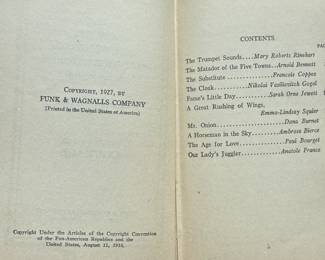 Copyright, 1927, by
FUNK & WAGNALLS COMPANY
[Printed in the United States of America]
Copyright Under the Articles of the Copyright Convention
of the Pan-American Republics and the
United States, August 11, 1910.
CONTENTS
The Trumpet Sounds.... Mary Roberts Rinehart
The Matador of the Five Towns..Arnold Bennett
The Substitute ............... Francois Coppee
The Cloak........ Nikolai Vasilievitch Gogol
Fame's Little Day.......... Sarah Orne Jewett
A Great Rushing of Wings,
Emma-Lindsay Squier
Mr. Onion................... Dana Burnet
A Horseman in the Sky....... Ambrose Bierce
The Age for Love............. Paul Bourget
Our Lady's Juggler......... Anatole France